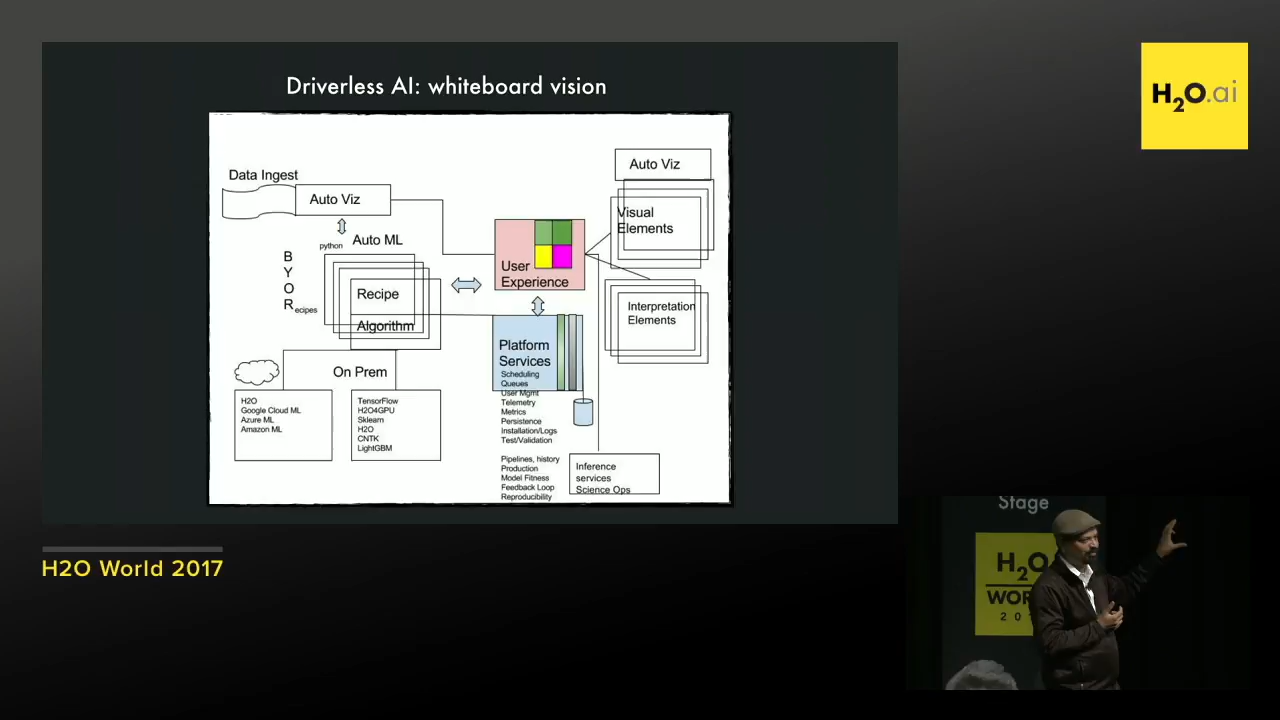 Driverless AI: whiteboard vision
H2O.ai
Data Ingest
Auto Viz
python
Auto ML
B
Y
O
R
ecipes
Recipe
Algorithm
On Prem
H2O
Google Cloud ML
Azure ML
Amazon ML
TensorFlow
H2O4GPU
Sklearn
H2O
CNTK
LightGBM
User
Experience
Platform
Services
Scheduling
Queues
User Mgmt
Telemetry
Metrics
Persistence
Installation/Logs
Test/Validation
Pipelines, history
Production
Model Fitness
Feedback Loop
Reproducibility
Auto Viz
Visual
Elements
Interpretation
Elements
Inference
services
Science Ops
H2O World 2017
Stage
H2O
WOR
20